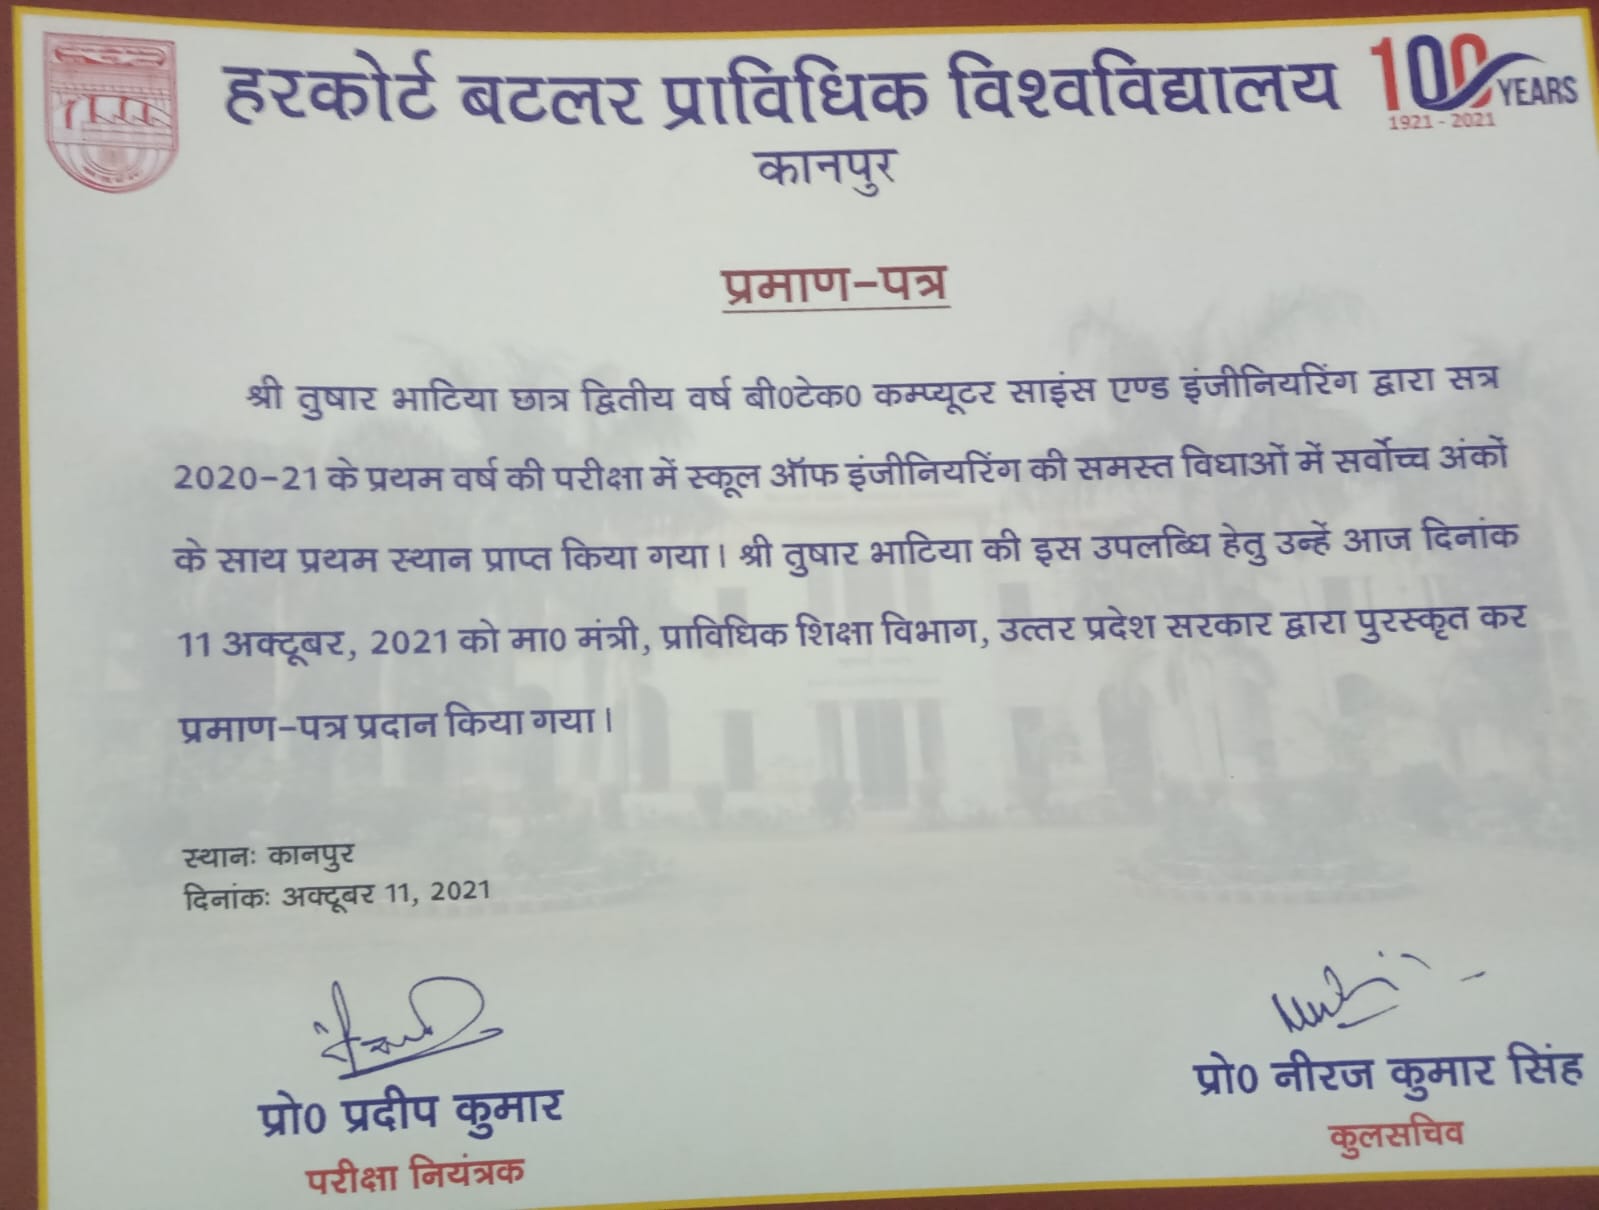 हरकोर्ट बटलर प्राविधिक विश्वविद्यालय
100 YEARS
1921 - 2021
कानपुर
प्रमाण-पत्र
श्री तुषार भाटिया छात्र द्वितीय वर्ष बी0टेक0 कम्प्यूटर साइंस एण्ड इंजीनियरिंग द्वारा सत्र
2020-21 के प्रथम वर्ष की परीक्षा में स्कूल ऑफ इंजीनियरिंग की समस्त विधाओं में सर्वोच्च अंकों
के साथ प्रथम स्थान प्राप्त किया गया। श्री तुषार भाटिया की इस उपलब्धि हेतु उन्हें आज दिनांक
11 अक्टूबर, 2021 को मा0 मंत्री, प्राविधिक शिक्षा विभाग, उत्तर प्रदेश सरकार द्वारा पुरस्कृत कर
प्रमाण-पत्र प्रदान किया गया।
स्थानः कानपुर
दिनांकः अक्टूबर 11, 2021
प्रो0 प्रदीप कुमार
परीक्षा नियंत्रक
प्रो0 नीरज कुमार सिंह
कुलसचिव